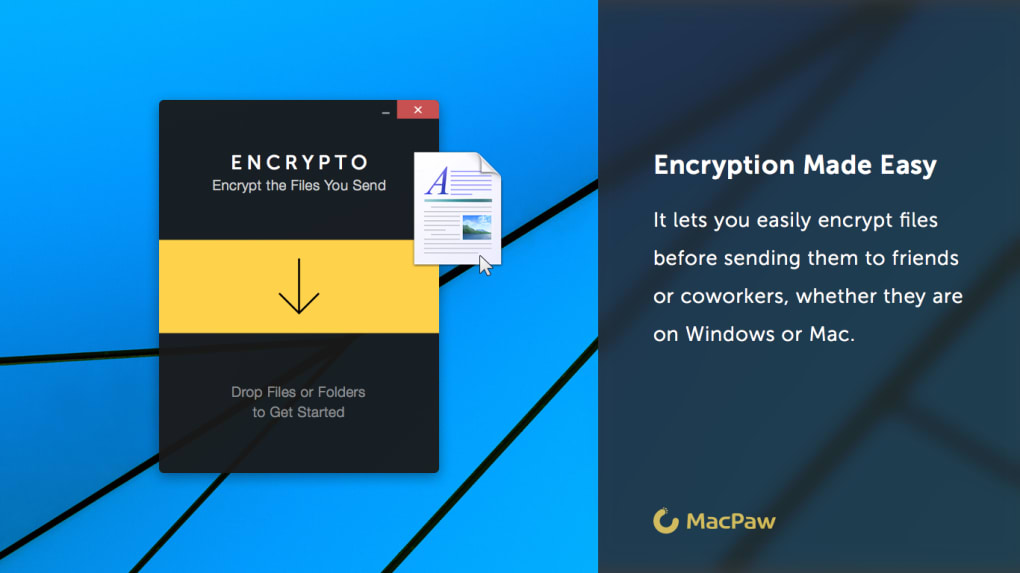 ENCRYPTO
Encrypt the Files You Send
A
Drop Files or Folders
to Get Started
Encryption Made Easy
It lets you easily encrypt files
before sending them to friends
or coworkers, whether they are
on Windows or Mac.
MacPaw